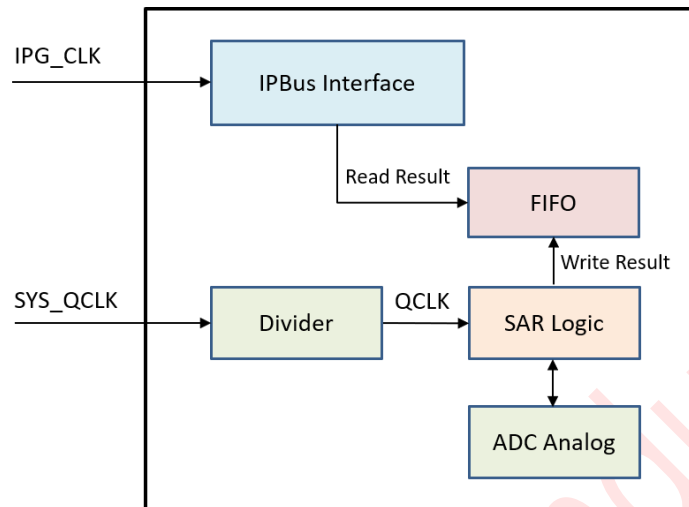 IPG_CLK
IPBus Interface
Read Result
FIFO
Write Result
SYS_QCLK
Divider
QCLK
SAR Logic
ADC Analog